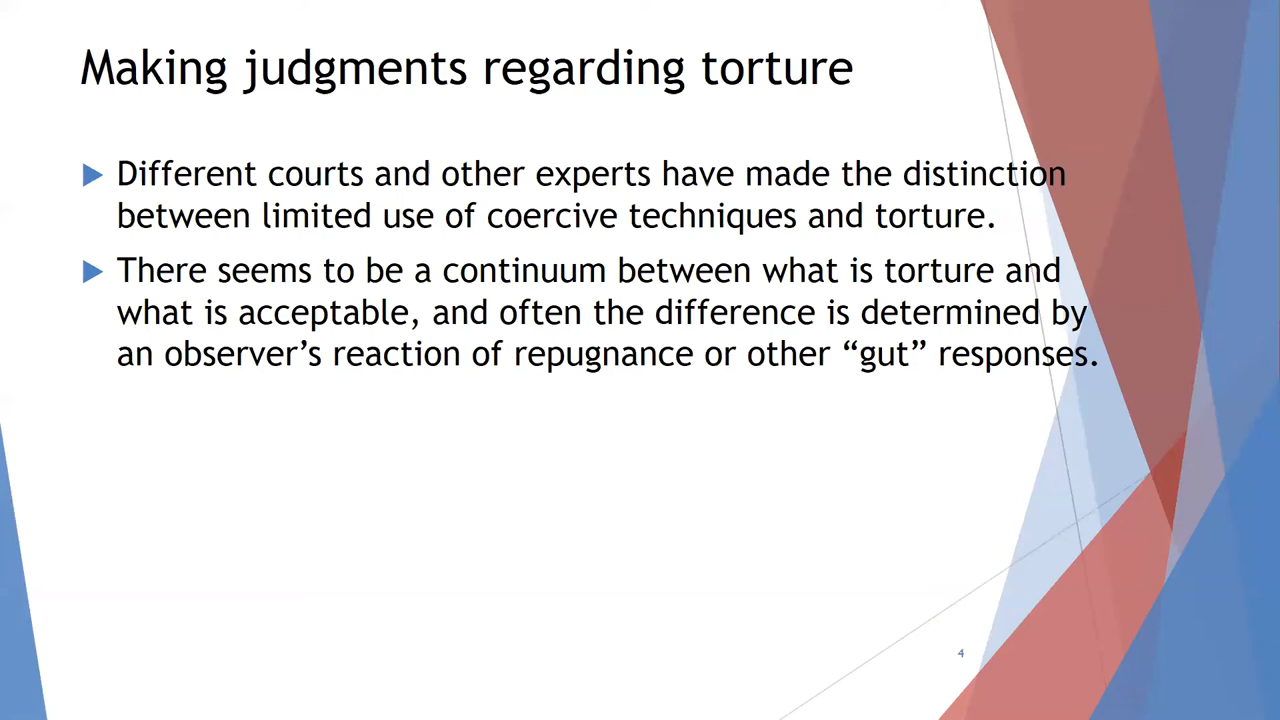 Making judgments regarding torture
Different courts and other experts have made the distinction
between limited use of coercive techniques and torture.
There seems to be a continuum between what is torture and
what is acceptable, and often the difference is determined by
an observer’s reaction of repugnance or other “gut” responses.
4